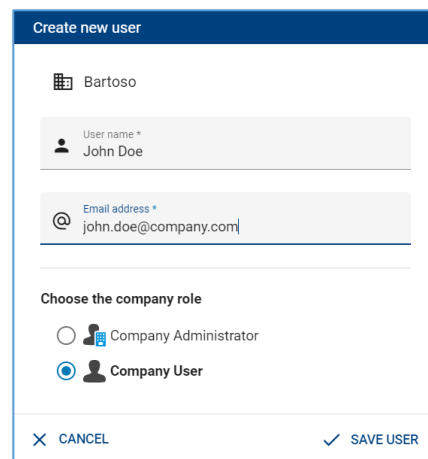 Create new user
Bartoso
User name *
John Doe
Email address *
john.doe@company.com
Choose the company role
Company Administrator
Company User
CANCEL
SAVE USER